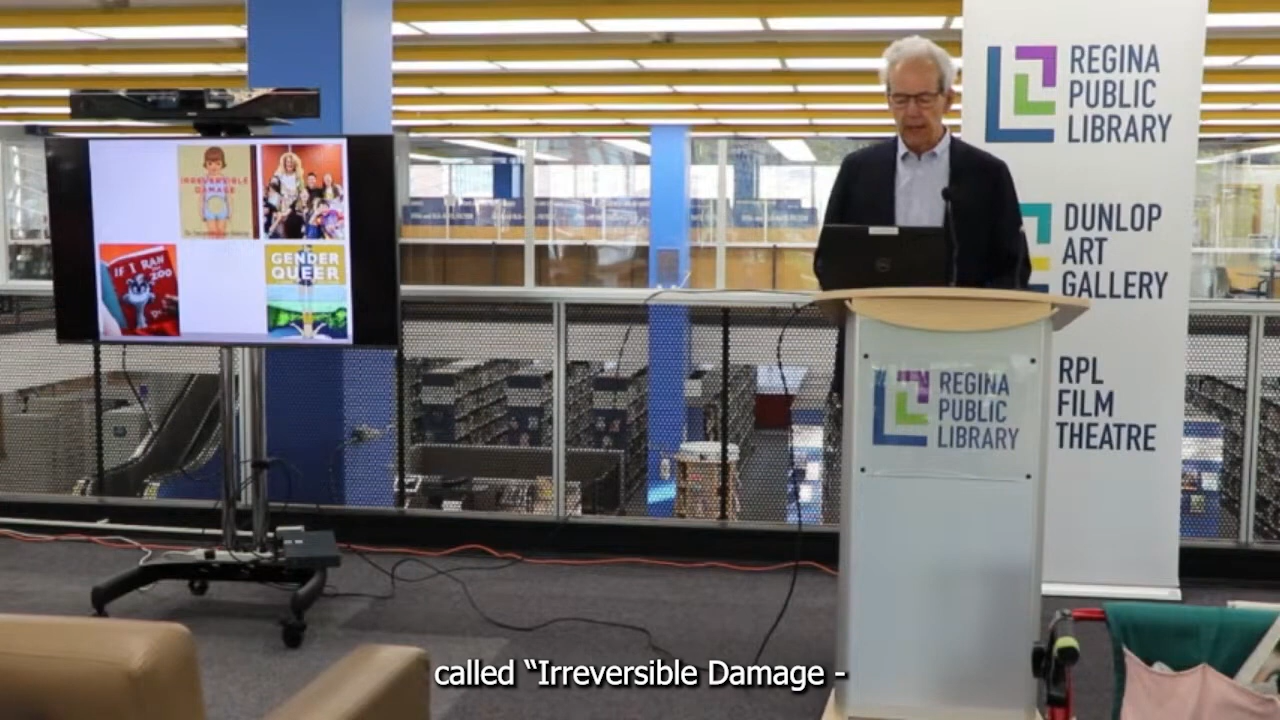 IRREVERSIBLE
DAMAGE
IF I RAN
ZOO
GENDER
QUEER
REGINA
PUBLIC
LIBRARY
DUNLOP
ART
GALLERY
RPL
FILM
THEATRE
REGINA
PUBLIC
LIBRARY
DELL
called “Irreversible Damage -